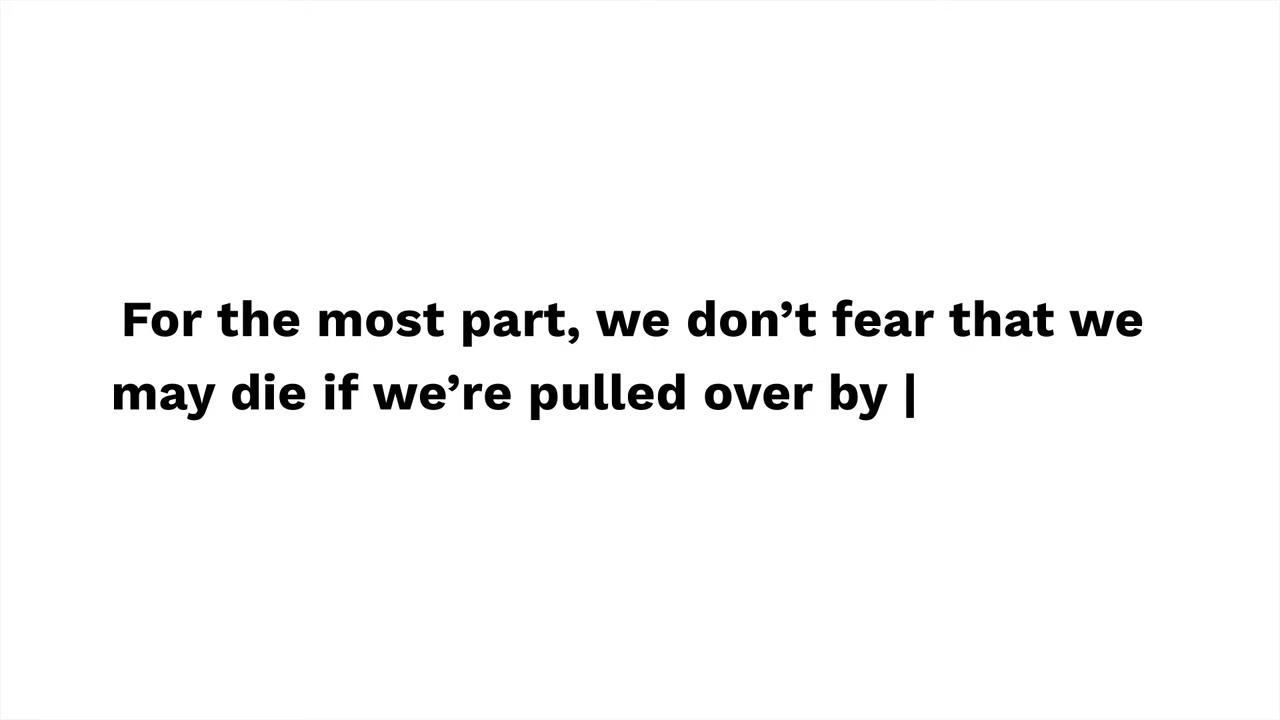 For the most part, we don’t fear that we
may die if we’re pulled over by |